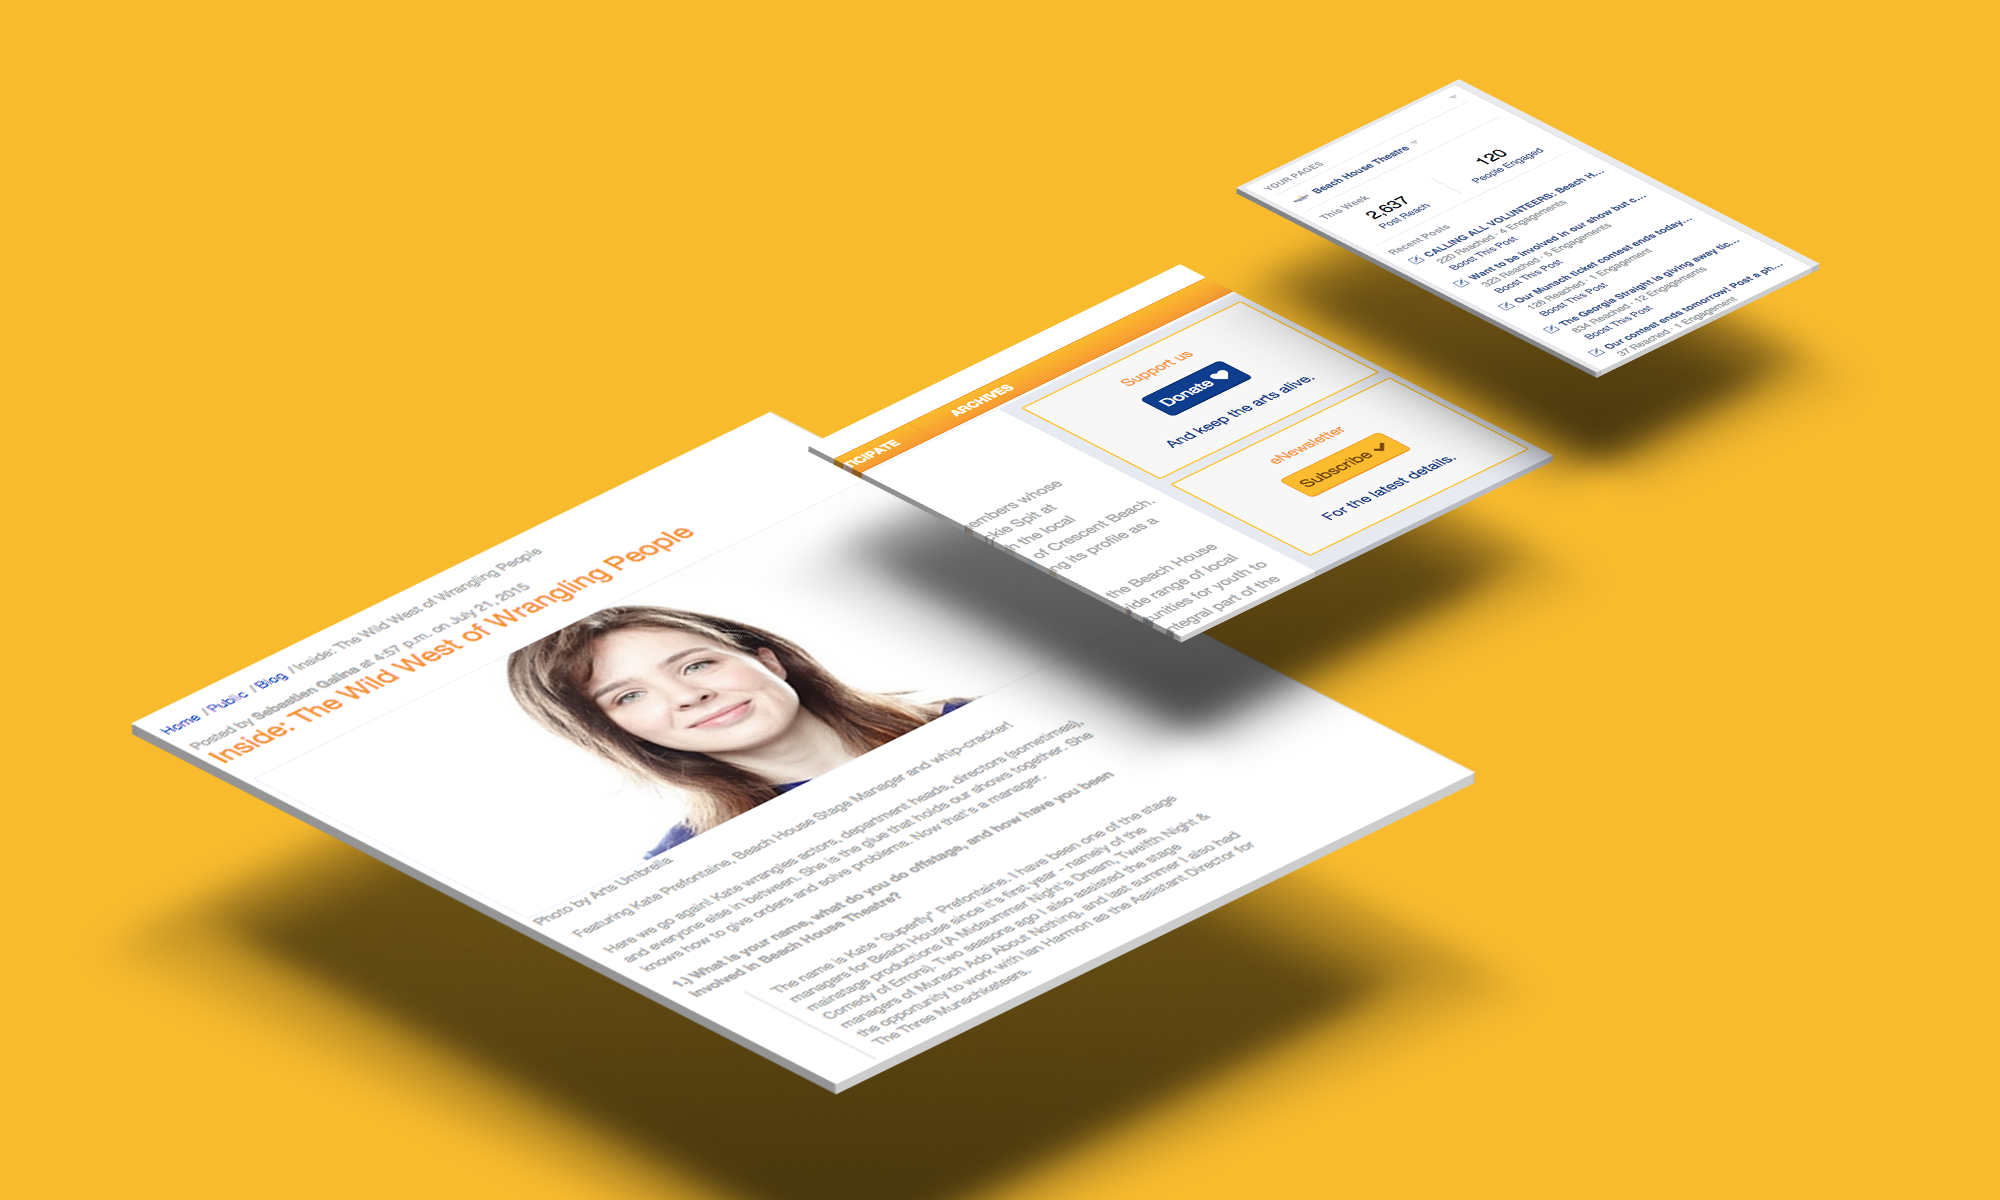 Home / Public / Blog / Inside: The Wild West of Wrangling People
Posted by Sebastien Galina at 4:57 p.m. on July 21, 2015
Inside: The Wild West of Wrangling People
Photo by Arts Umbrella
Featuring Kate Prefontaine, Beach House Stage Manager and whip-cracker!
Here we go again! Kate wrangles actors, department heads, directors (sometimes),
and everyone else in between. She is the glue that holds our shows together. She
knows how to give orders and solve problems. Now that's a manager.
1.) What is your name, what do you do offstage, and how have you been
involved in Beach House Theatre?
The name is Kate "Superfly" Prefontaine. I have been one of the stage
managers for Beach House since it's first year - namely of the
mainstage productions (A Midsummer Night's Dream, Twelfth Night &
Comedy of Errors). Two seasons ago I also assisted the stage
managers of Munsch Ado About Nothing, and last summer I also had
the opportunity to work with Ian Harmon as the Assistant Director for
The Three Munschketeers.
TICIPATE
ARCHIVES
embers whose
ckie Spit at
h the local
of Crescent Beach.
ng its profile as a
the Beach House
ide range of local
unities for youth to
ntegral part of the
Support us
Donate
And keep the arts alive.
eNewsletter
Subscribe
For the latest details.
YOUR PAGES
Beach House Theatre
This Week
2,637
Post Reach
120
People Engaged
Recent Posts
CALLING ALL VOLUNTEERS: Beach H...
220 Reached · 4 Engagements
Boost This Post
Want to be involved in our show but c...
323 Reached · 5 Engagements
Boost This Post
Our Munsch ticket contest ends today...
126 Reached · 1 Engagement
Boost This Post
The Georgia Straight is giving away tic...
834 Reached · 12 Engagements
Boost This Post
Our contest ends tomorrow! Post a ph...
37 Reached · 1 Engagement